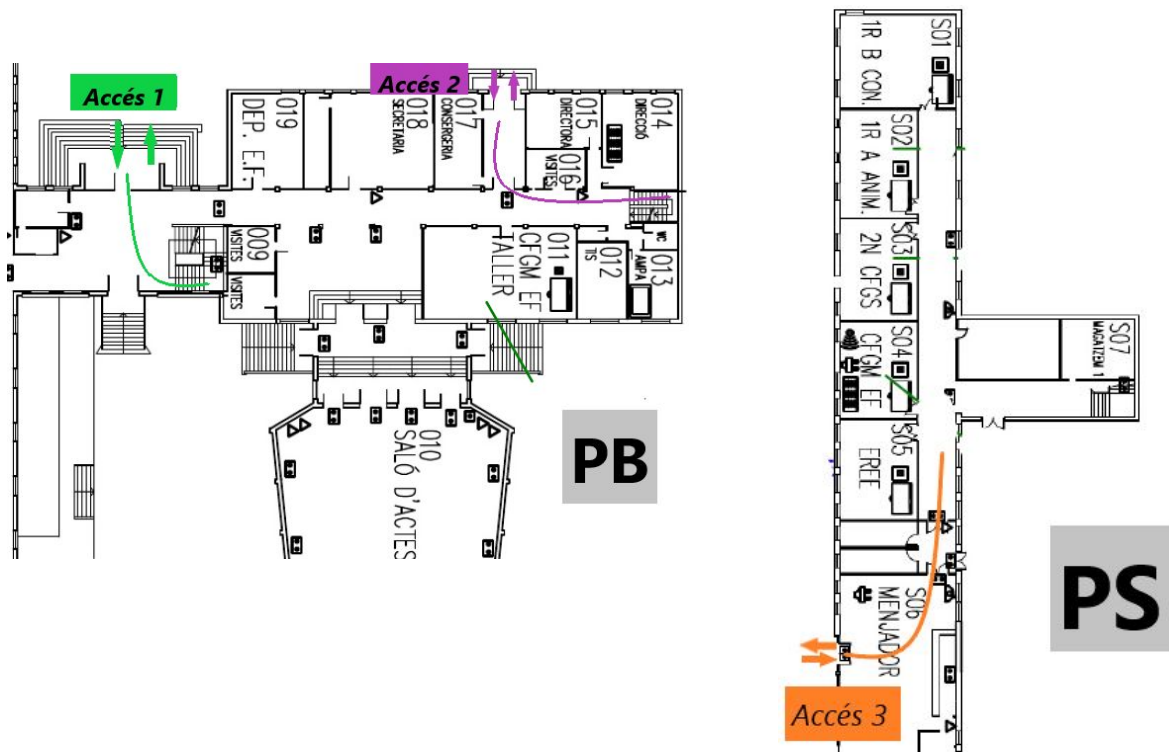 Accés 1
Accés 2
019
DEP. E.F.
018
SECRETARIA
017
CONSERGERIA
015
DIRECTORA
016
VISITES
014
DIRECCIÓ
009
VISITES
VISITES
011
CFGM EF
TALLER
012
TIS
WC
013
AMPA
010
SALÓ D'ACTES
PB
S01
1R B CON.
S02
1R A ANIM.
S03
2N CFGS
S04
CFGM EF
S05
EREE
S06
MENJADOR
S07
MAGATZEM 1
Accés 3
PS